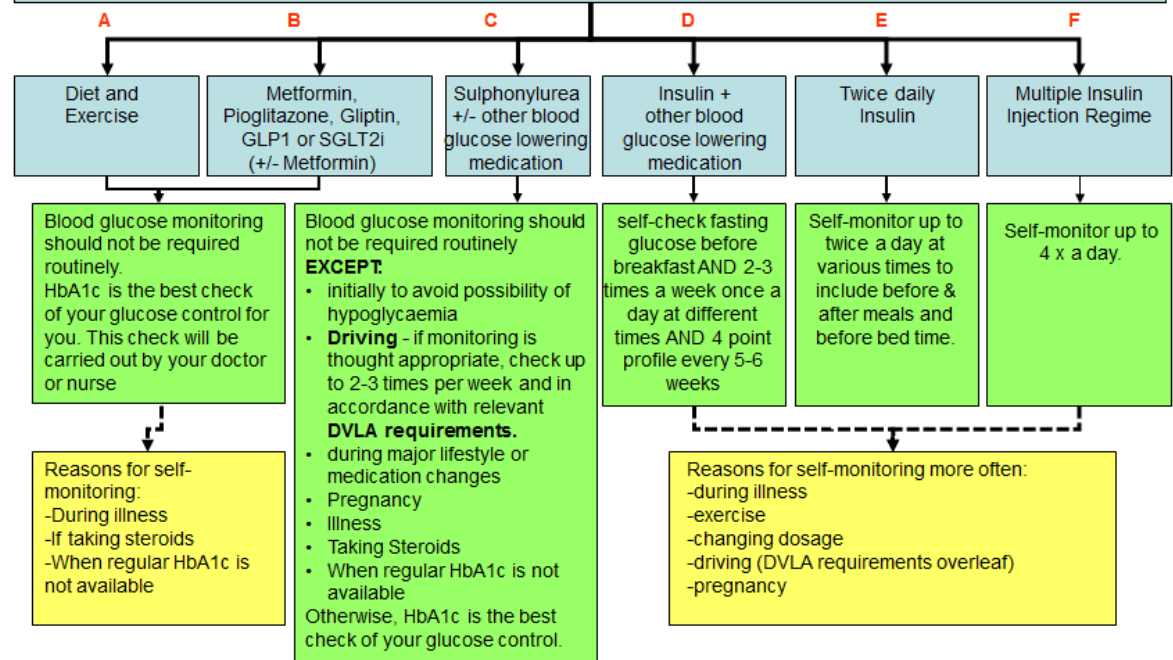 A
B
C
D
E
F
Diet and
Exercise
Metformin,
Pioglitazone, Gliptin,
GLP1 or SGLT2i
(+/- Metformin)
Sulphonylurea
+/- other blood
glucose lowering
medication
Insulin +
other blood
glucose lowering
medication
Twice daily
Insulin
Multiple Insulin
Injection Regime
Blood glucose monitoring
should not be required
routinely.
HbA1c is the best check
of your glucose control for
you. This check will be
carried out by your doctor
or nurse
Blood glucose monitoring should
not be required routinely
EXCEPT:
• initially to avoid possibility of
hypoglycaemia
• Driving - if monitoring is
thought appropriate, check up
to 2-3 times per week and in
accordance with relevant
DVLA requirements.
• during major lifestyle or
medication changes
• Pregnancy
• Illness
• Taking Steroids
• When regular HbA1c is not
available
Otherwise, HbA1c is the best
check of your glucose control.
self-check fasting
glucose before
breakfast AND 2-3
times a week once a
day at different
times AND 4 point
profile every 5-6
weeks
Self-monitor up to
twice a day at
various times to
include before &
after meals and
before bed time.
Self-monitor up to
4 x a day.
Reasons for self-
monitoring:
-During illness
-If taking steroids
-When regular HbA1c is
not available
Reasons for self-monitoring more often:
-during illness
-exercise
-changing dosage
-driving (DVLA requirements overleaf)
-pregnancy